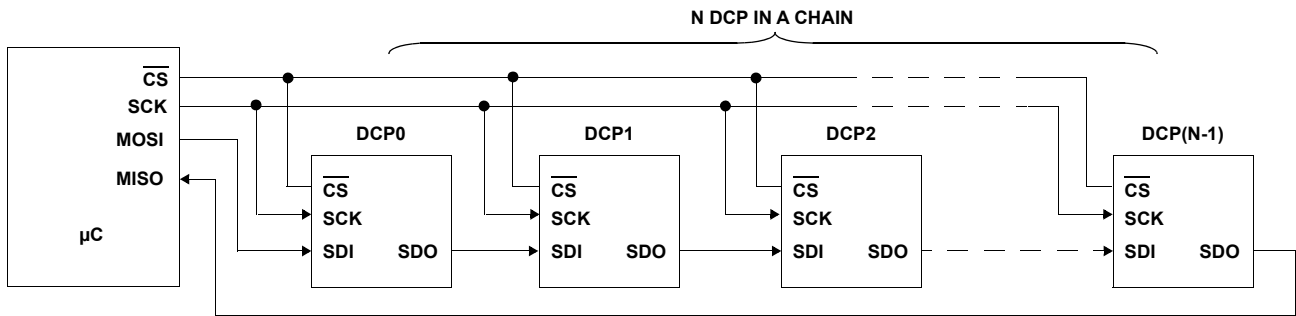 N DCP IN A CHAIN
CS
SCK
MOSI
MISO
µC
DCP0
CS
SCK
SDI SDO
DCP1
CS
SCK
SDI SDO
DCP2
CS
SCK
SDI SDO
DCP(N-1)
CS
SCK
SDI SDO